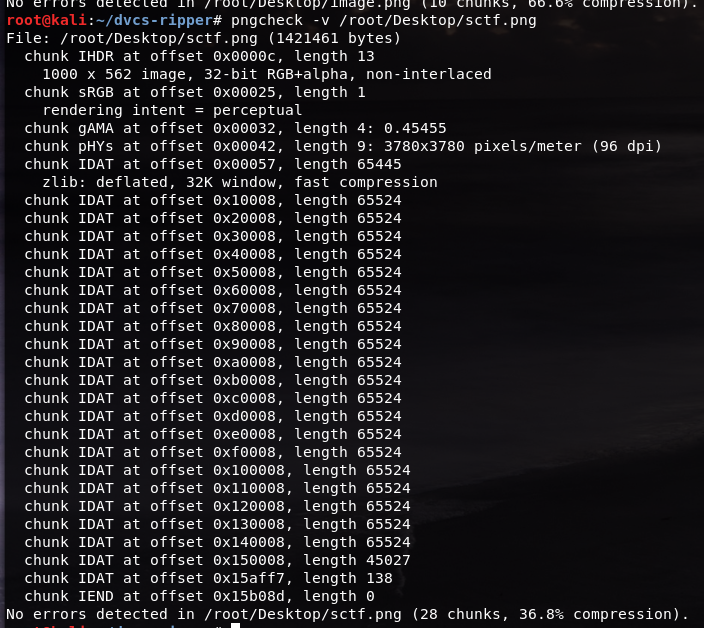 No errors detected in /root/Desktop/image.png (10 chunks, 66.6% compression).
root@kali:~/dvcs-ripper# pngcheck -v /root/Desktop/sctf.png
File: /root/Desktop/sctf.png (1421461 bytes)
  chunk IHDR at offset 0x0000c, length 13
    1000 x 562 image, 32-bit RGB+alpha, non-interlaced
  chunk sRGB at offset 0x00025, length 1
    rendering intent = perceptual
  chunk gAMA at offset 0x00032, length 4: 0.45455
  chunk pHYs at offset 0x00042, length 9: 3780x3780 pixels/meter (96 dpi)
  chunk IDAT at offset 0x00057, length 65445
    zlib: deflated, 32K window, fast compression
  chunk IDAT at offset 0x10008, length 65524
  chunk IDAT at offset 0x20008, length 65524
  chunk IDAT at offset 0x30008, length 65524
  chunk IDAT at offset 0x40008, length 65524
  chunk IDAT at offset 0x50008, length 65524
  chunk IDAT at offset 0x60008, length 65524
  chunk IDAT at offset 0x70008, length 65524
  chunk IDAT at offset 0x80008, length 65524
  chunk IDAT at offset 0x90008, length 65524
  chunk IDAT at offset 0xa0008, length 65524
  chunk IDAT at offset 0xb0008, length 65524
  chunk IDAT at offset 0xc0008, length 65524
  chunk IDAT at offset 0xd0008, length 65524
  chunk IDAT at offset 0xe0008, length 65524
  chunk IDAT at offset 0xf0008, length 65524
  chunk IDAT at offset 0x100008, length 65524
  chunk IDAT at offset 0x110008, length 65524
  chunk IDAT at offset 0x120008, length 65524
  chunk IDAT at offset 0x130008, length 65524
  chunk IDAT at offset 0x140008, length 65524
  chunk IDAT at offset 0x150008, length 45027
  chunk IDAT at offset 0x15aff7, length 138
  chunk IEND at offset 0x15b08d, length 0
No errors detected in /root/Desktop/sctf.png (28 chunks, 36.8% compression).